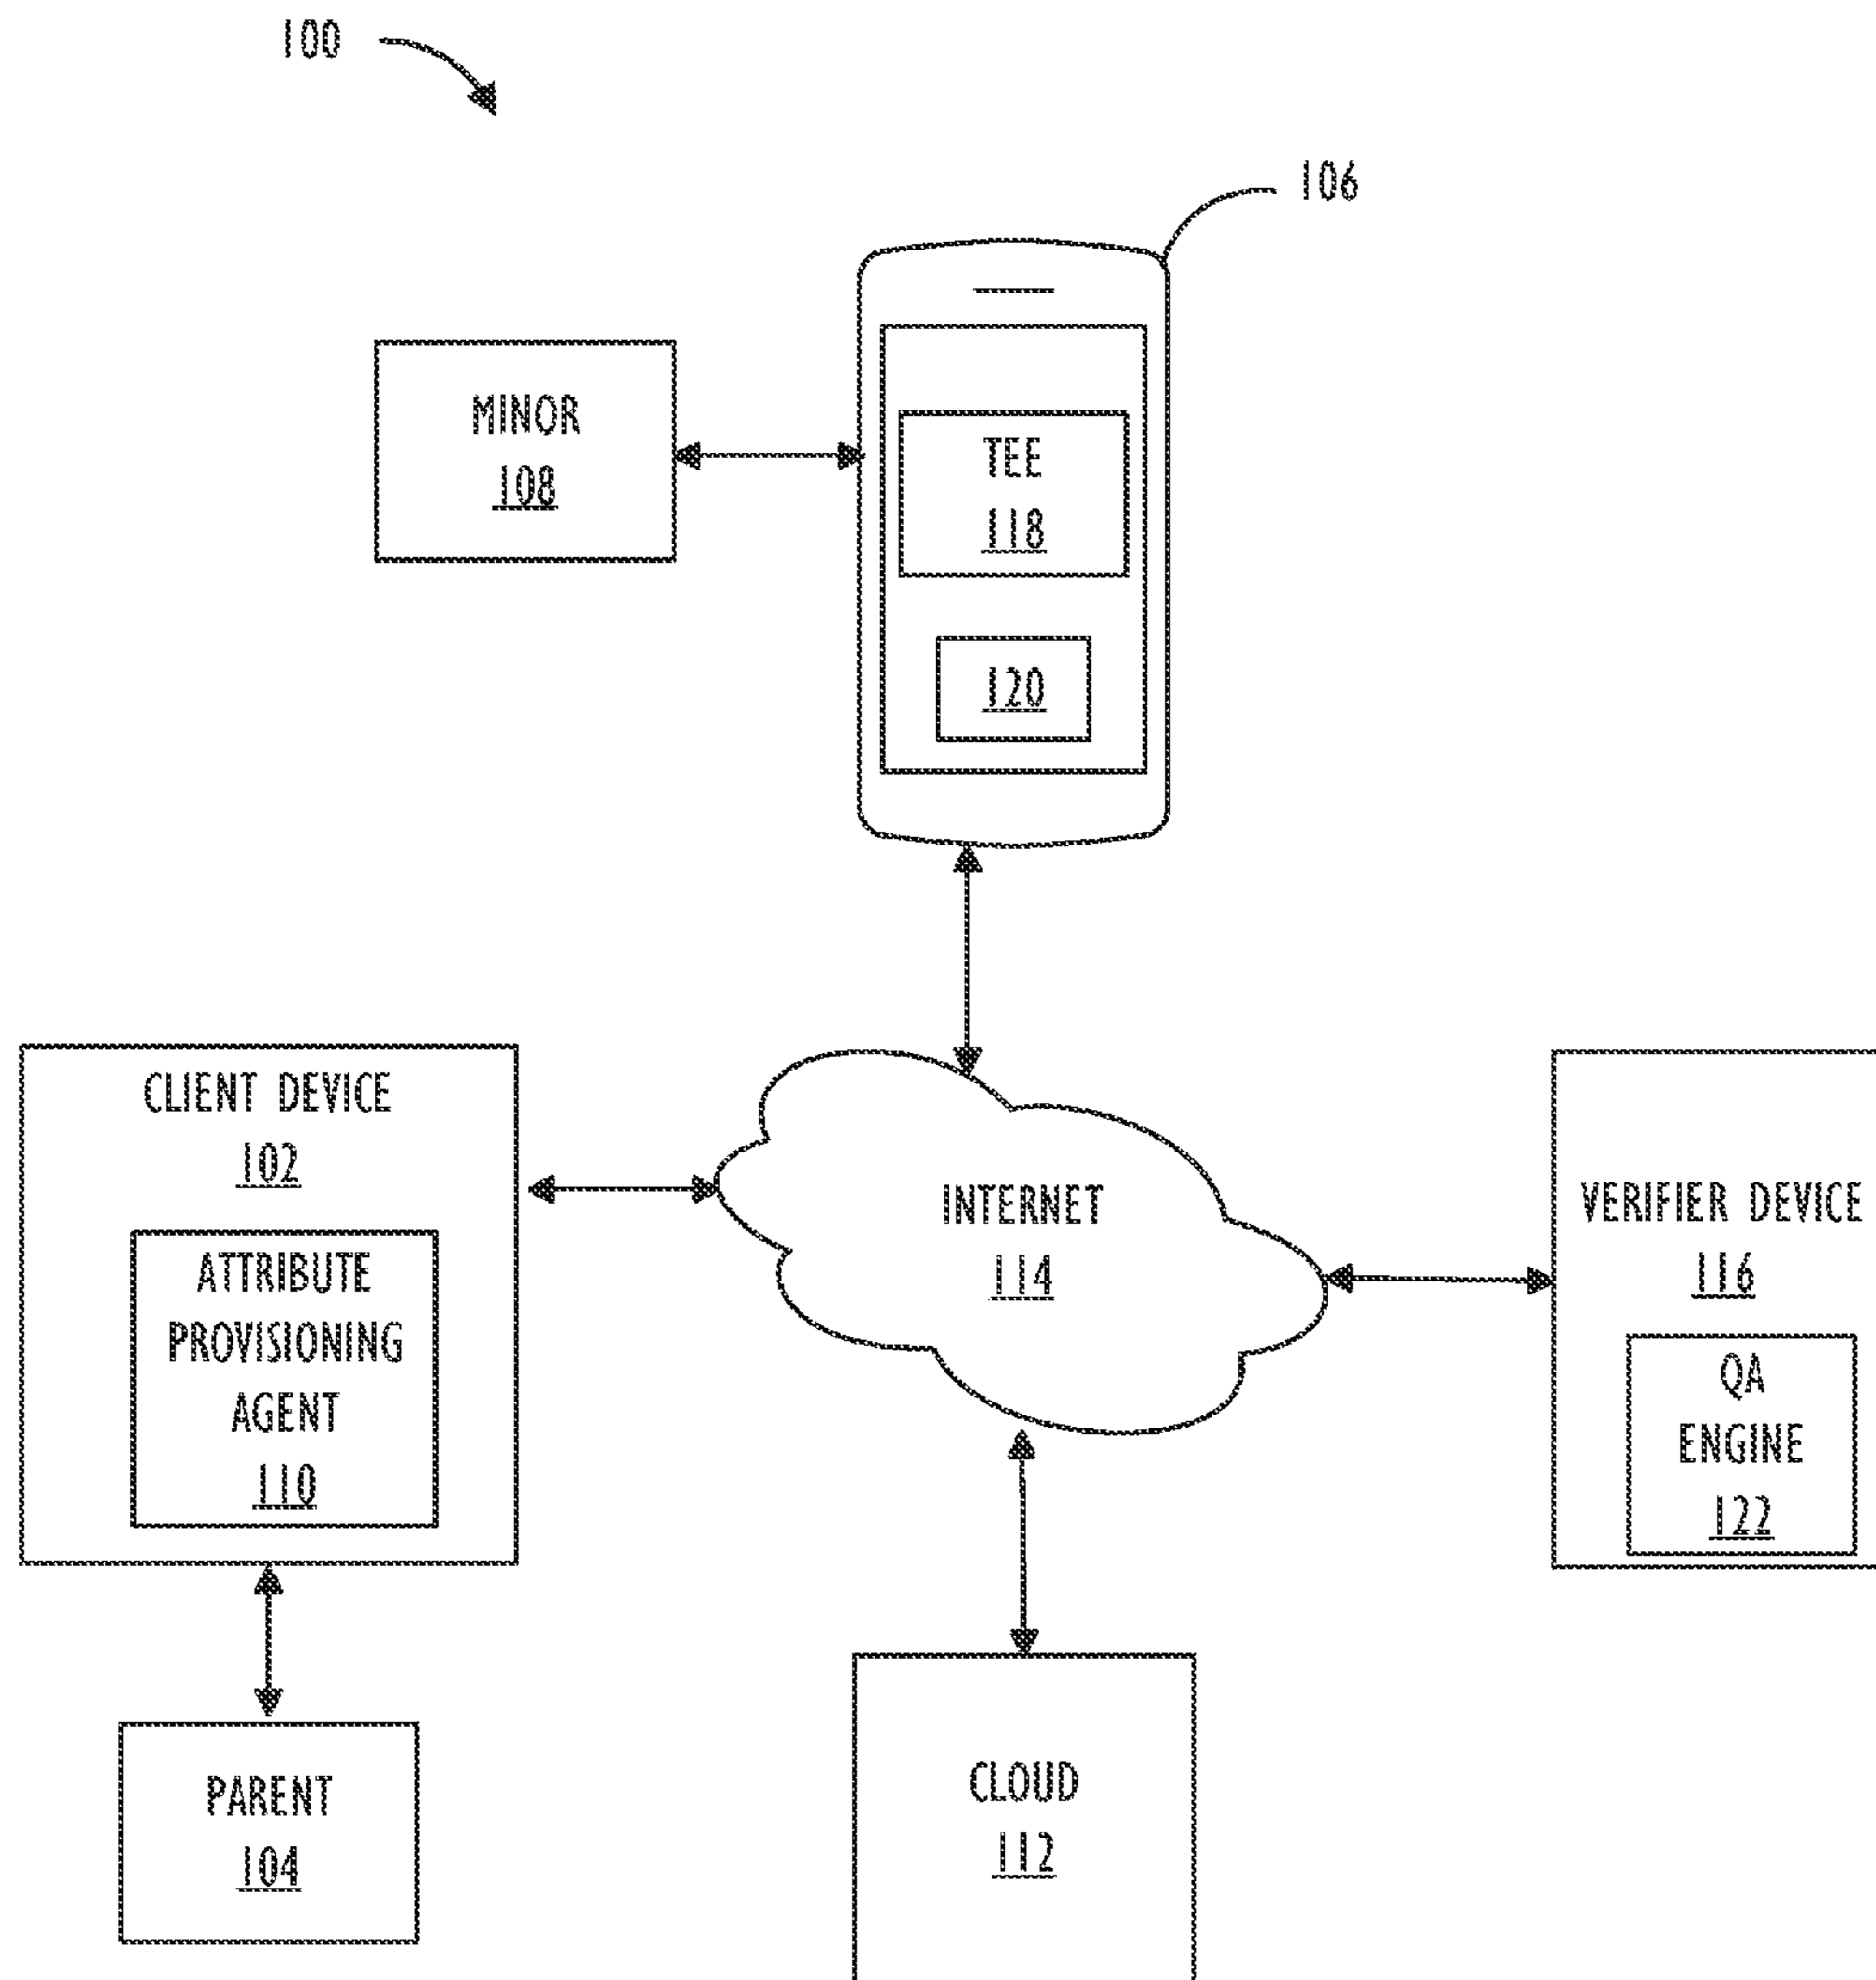 100
106
MINOR
108
TEE
118
120
CLIENT DEVICE
102
ATTRIBUTE
PROVISIONING
AGENT
110
INTERNET
114
VERIFIER DEVICE
116
QA
ENGINE
122
PARENT
104
CLOUD
112